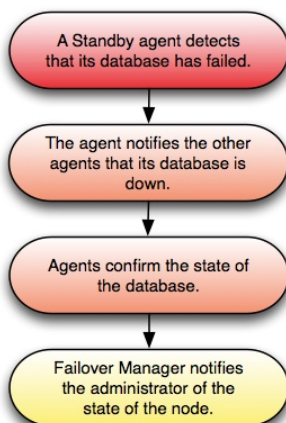 A Standby agent detects
that its database has failed.
The agent notifies the other
agents that its database is
down.
Agents confirm the state of
the database.
Failover Manager notifies
the administrator of the
state of the node.